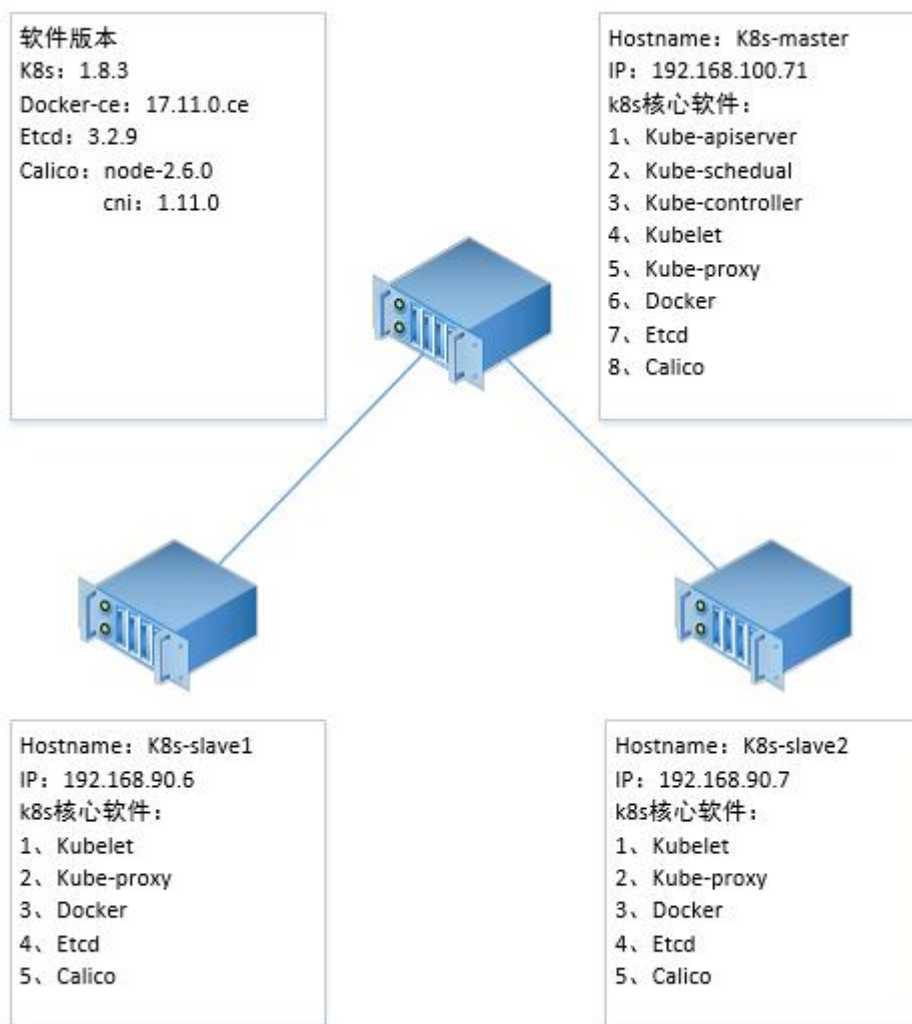 软件版本
K8s：1.8.3
Docker-ce：17.11.0.ce
Etcd：3.2.9
Calico：node-2.6.0
cni：1.11.0
Hostname：K8s-master
IP：192.168.100.71
k8s核心软件：
1、Kube-apiserver
2、Kube-schedual
3、Kube-controller
4、Kubelet
5、Kube-proxy
6、Docker
7、Etcd
8、Calico
Hostname：K8s-slave1
IP：192.168.90.6
k8s核心软件：
1、Kubelet
2、Kube-proxy
3、Docker
4、Etcd
5、Calico
Hostname：K8s-slave2
IP：192.168.90.7
k8s核心软件：
1、Kubelet
2、Kube-proxy
3、Docker
4、Etcd
5、Calico